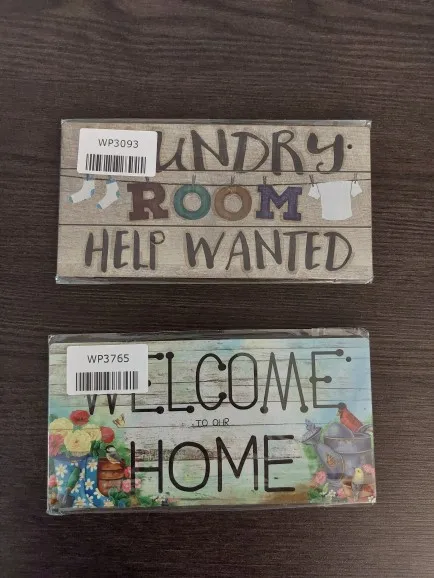 WP3093
UNDRY
ROOM
HELP WANTED
WP3765
WELCOME
TO OUR
HOME